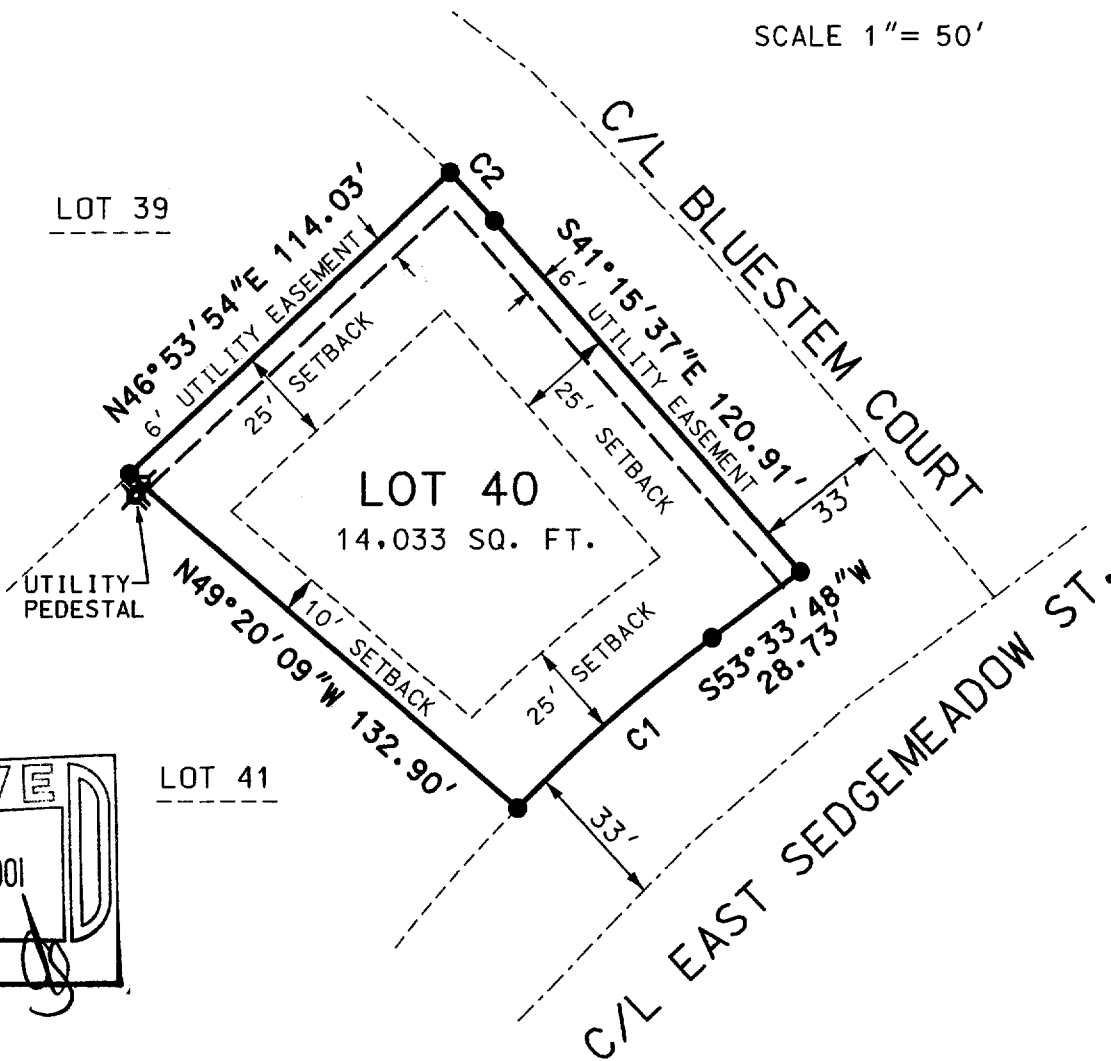 SCALE 1"= 50'
C/L BLUESTEM COURT
C2
LOT 39
N46°53'54"E 114.03'
6' UTILITY EASEMENT
25' SETBACK
S41°15'37"E 120.91'
6' UTILITY EASEMENT
25' SETBACK
33'
LOT 40
14,033 SQ. FT.
UTILITY
PEDESTAL
N49°20'09"W 132.90'
10' SETBACK
25' SETBACK
S53°33'48"W
28.73'
C1
LOT 41
33'
C/L EAST SEDGEMEADOW ST.
VED
001